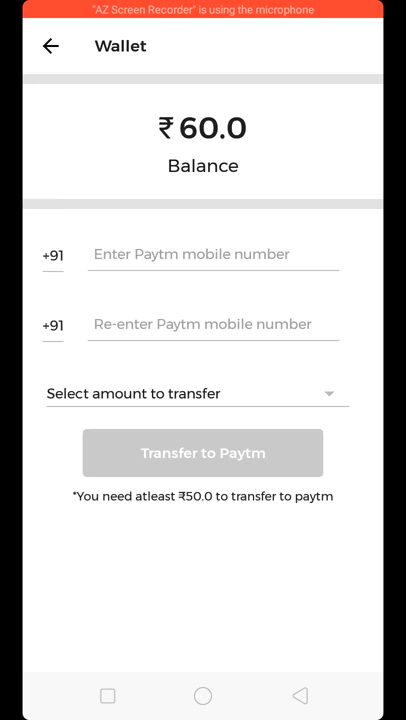 "AZ Screen Recorder" is using the microphone
Wallet
₹ 60.0
Balance
+91 Enter Paytm mobile number
+91 Re-enter Paytm mobile number
Select amount to transfer
Transfer to Paytm
*You need atleast ₹50.0 to transfer to paytm